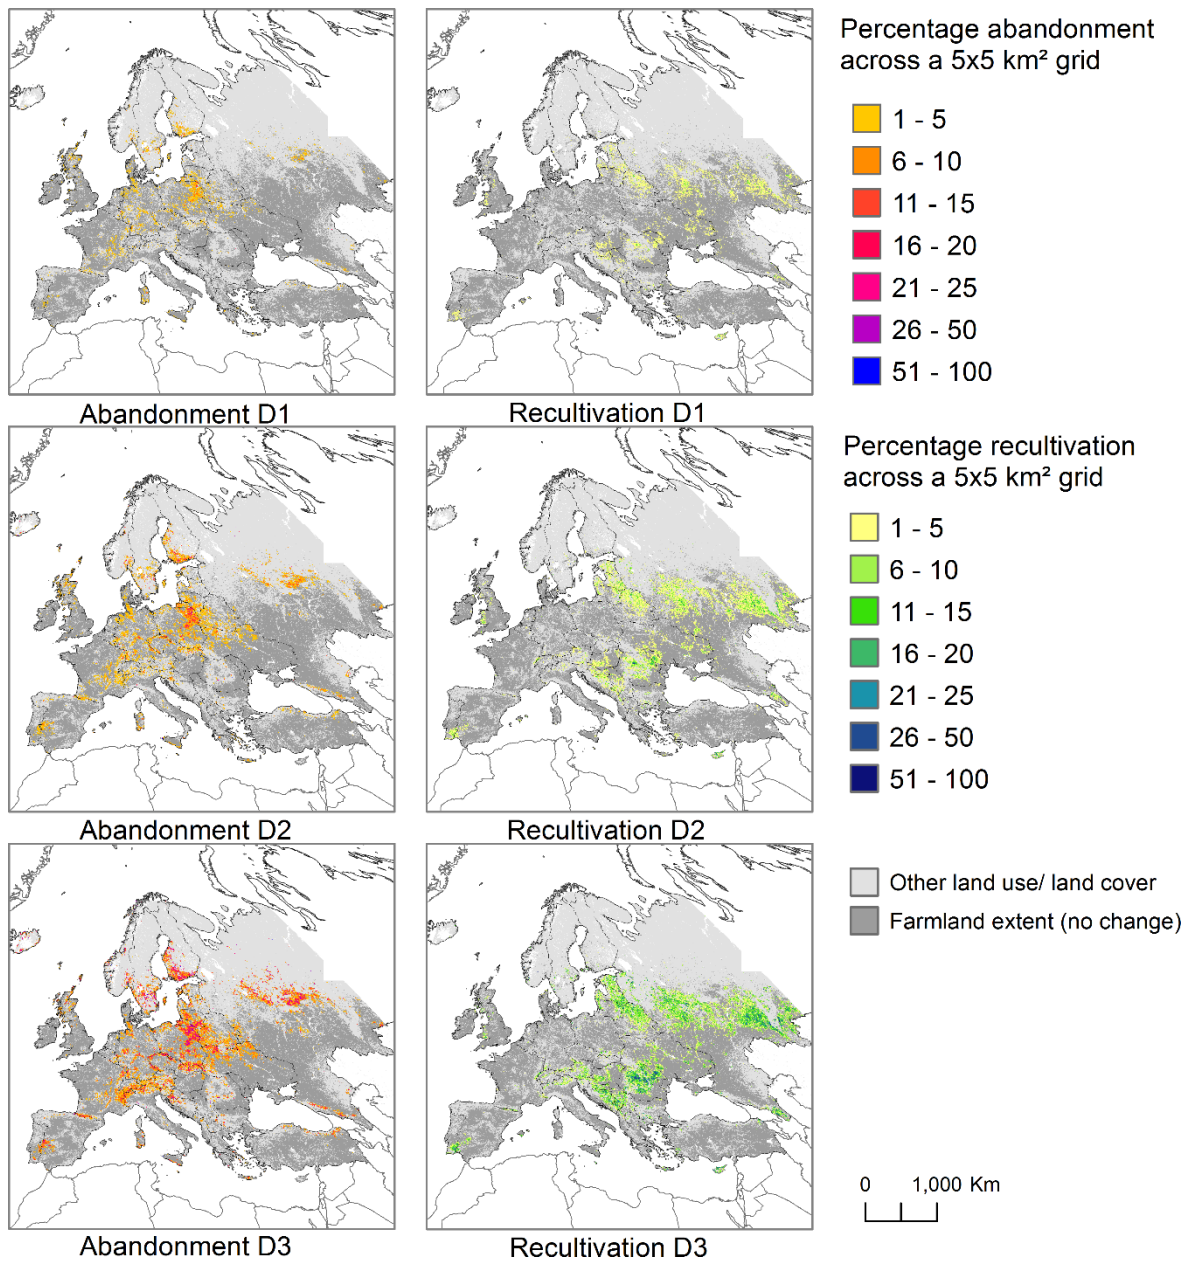 Percentage abandonment
across a 5x5 km² grid
1 - 5
6 - 10
11 - 15
16 - 20
21 - 25
26 - 50
51 - 100
Abandonment D1
Recultivation D1
Percentage recultivation
across a 5x5 km² grid
1 - 5
6 - 10
11 - 15
16 - 20
21 - 25
26 - 50
51 - 100
Abandonment D2
Recultivation D2
Other land use/ land cover
Farmland extent (no change)
0 1,000 Km
Abandonment D3
Recultivation D3